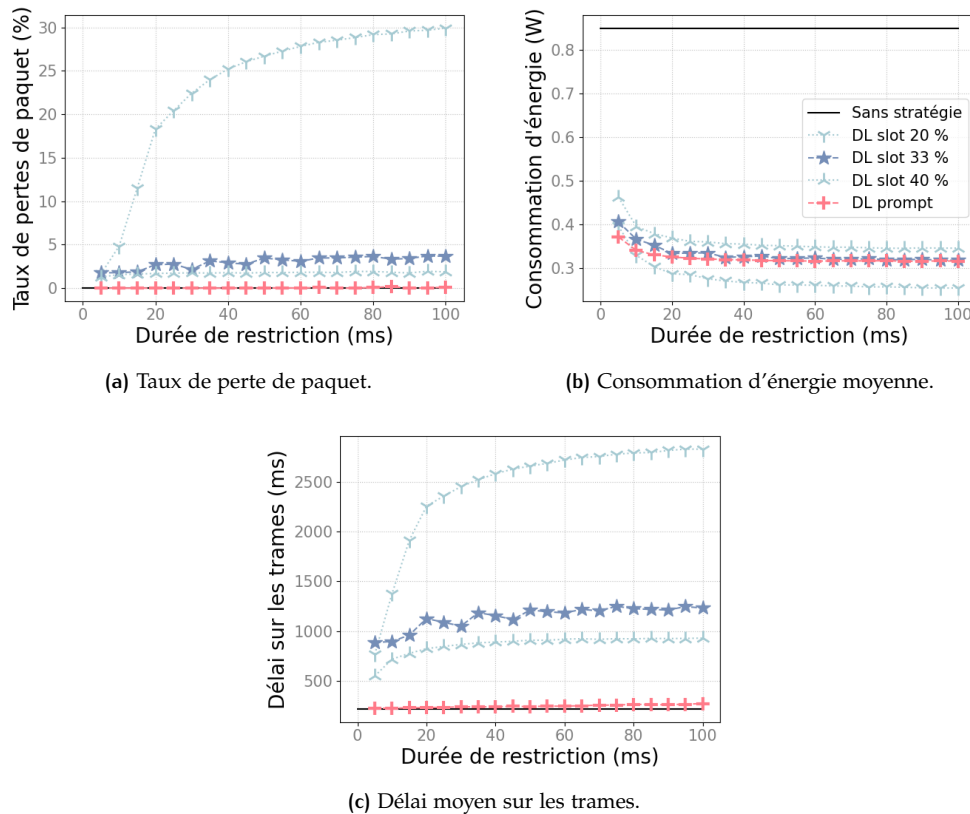 Taux de pertes de paquet (%)
30
25
20
15
10
5
0
0 20 40 60 80 100
Durée de restriction (ms)
(a) Taux de perte de paquet.
Consommation d'énergie (W)
0.8
0.7
0.6
0.5
0.4
0.3
Sans stratégie
DL slot 20 %
DL slot 33 %
DL slot 40 %
DL prompt
0 20 40 60 80 100
Durée de restriction (ms)
(b) Consommation d'énergie moyenne.
Délai sur les trames (ms)
2500
2000
1500
1000
500
0 20 40 60 80 100
Durée de restriction (ms)
(c) Délai moyen sur les trames.